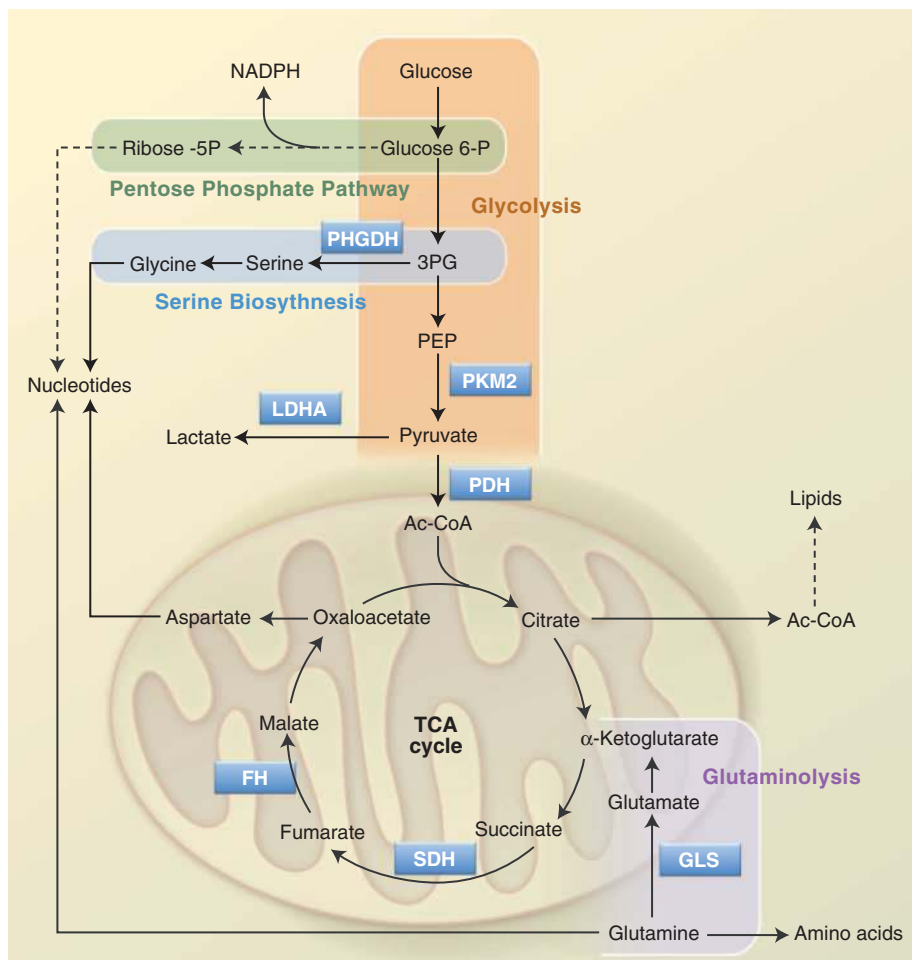 NADPH
Glucose
Ribose -5P
Glucose 6-P
Pentose Phosphate Pathway
Glycolysis
PHGDH
Glycine
Serine
3PG
Serine Biosythnesis
PEP
Nucleotides
PKM2
LDHA
Lactate
Pyruvate
PDH
Lipids
Ac-CoA
Aspartate
Oxaloacetate
Citrate
Ac-CoA
Malate
TCA
cycle
α-Ketoglutarate
FH
Glutaminolysis
Glutamate
Fumarate
Succinate
SDH
GLS
Glutamine
Amino acids